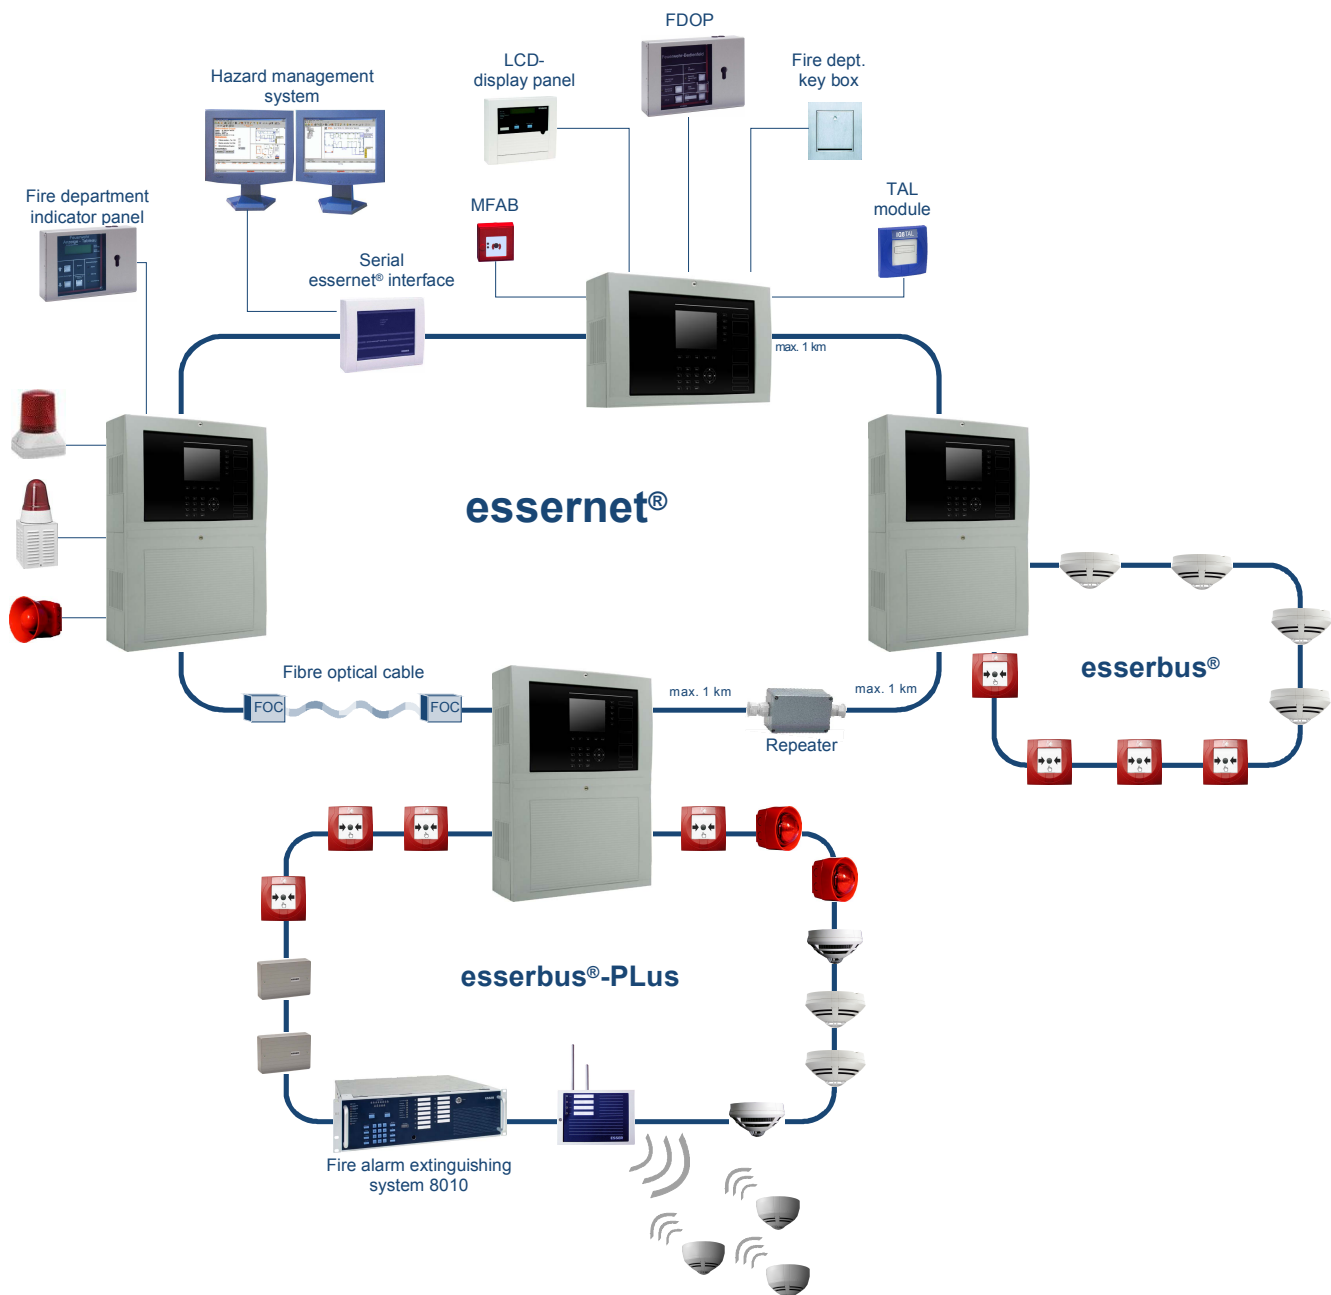 FDOP
LCD-
display panel
Fire dept.
key box
Hazard management
system
Fire department
indicator panel
MFAB
TAL
module
IQ8TAL
Serial
essernet® interface
max. 1 km
essernet®
esserbus®
Fibre optical cable
FOC
FOC
max. 1 km
max. 1 km
Repeater
esserbus®-PLus
Fire alarm extinguishing
system 8010